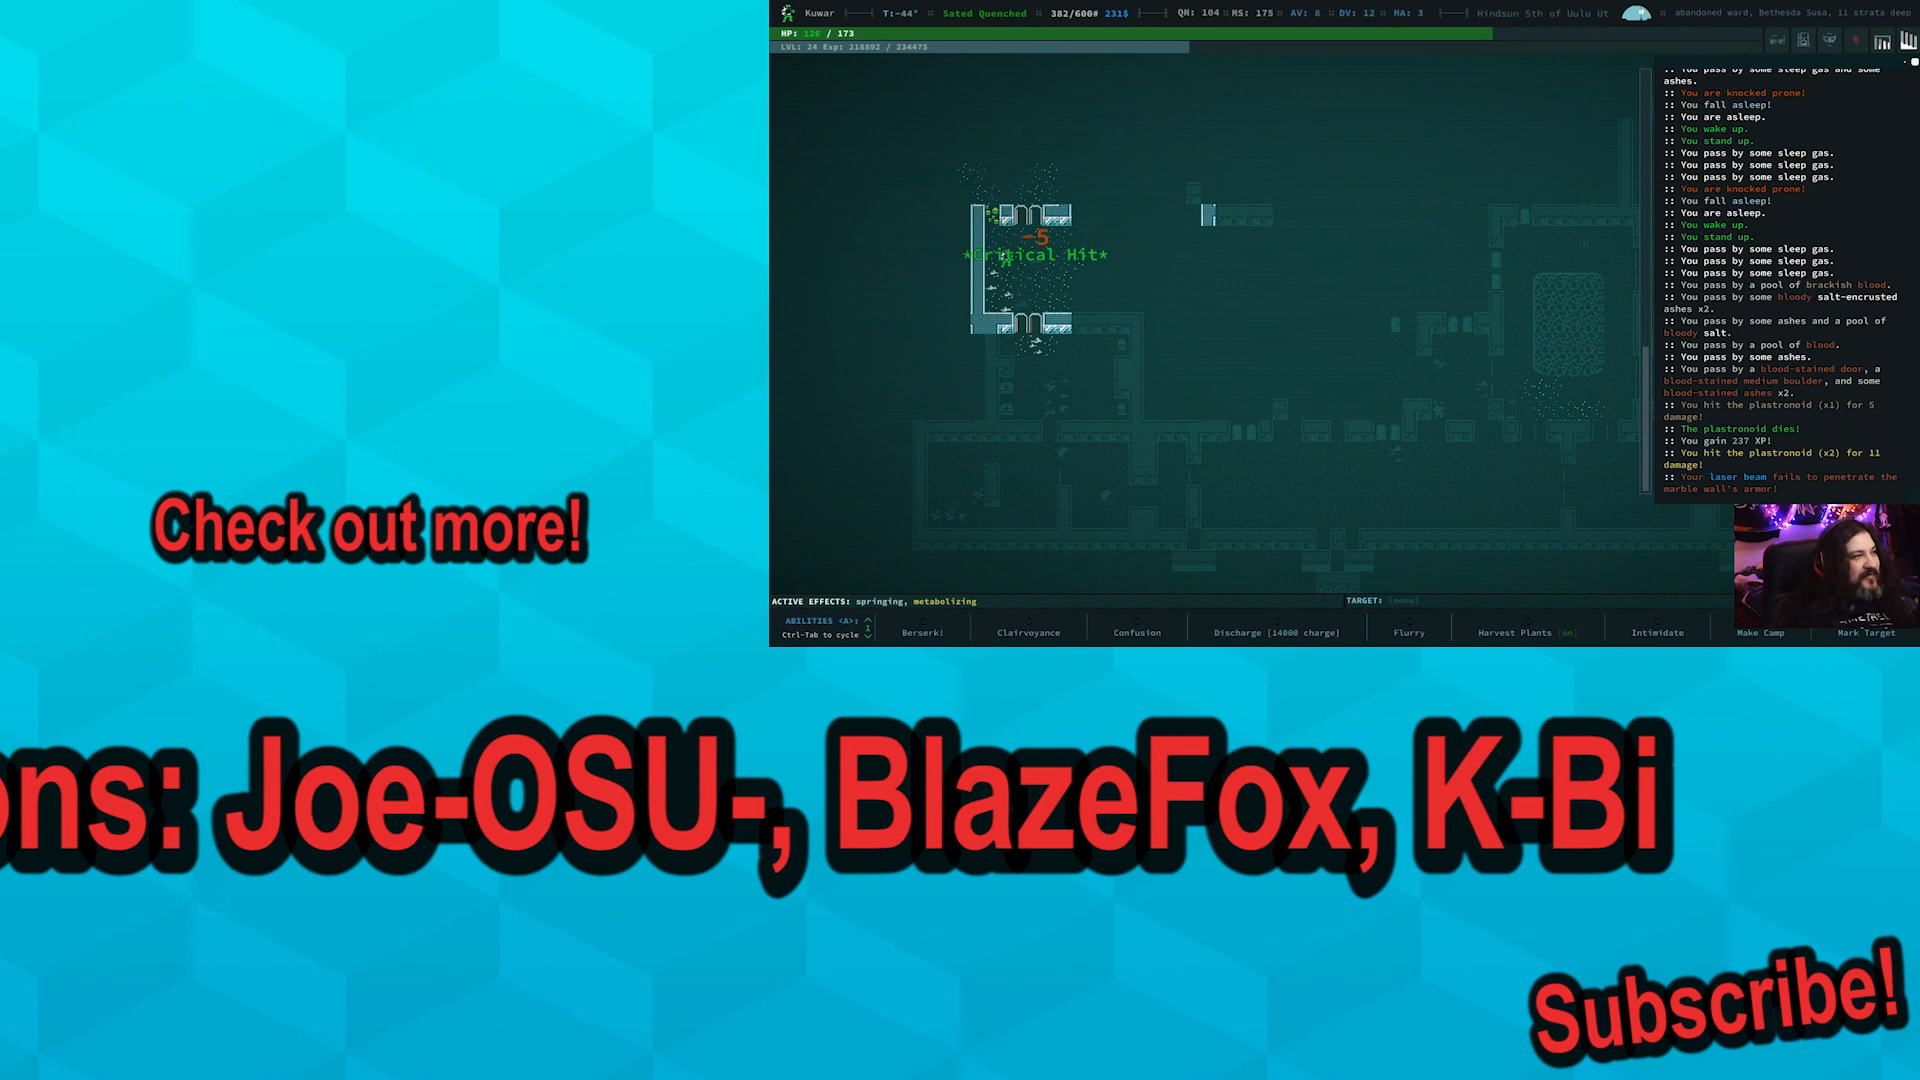 Kuwar T:-44° :: Sated Quenched :: 382/600# 231$ QN: 104 :: MS: 175 :: AV: 8 :: DV: 12 :: MA: 3 Hindsun 5th of Uulu Ut :: abandoned ward, Bethesda Susa, 11 strata deep
HP: 126 / 173
LVL: 24 Exp: 218892 / 234475
:: You pass by some sleep gas and some
ashes.
:: You are knocked prone!
:: You fall asleep!
:: You are asleep.
:: You wake up.
:: You stand up.
:: You pass by some sleep gas.
:: You pass by some sleep gas.
:: You pass by some sleep gas.
:: You are knocked prone!
:: You fall asleep!
:: You are asleep.
:: You wake up.
:: You stand up.
:: You pass by some sleep gas.
:: You pass by some sleep gas.
:: You pass by some sleep gas.
:: You pass by a pool of brackish blood.
:: You pass by some bloody salt-encrusted
ashes x2.
:: You pass by some ashes and a pool of
bloody salt.
:: You pass by a pool of blood.
:: You pass by some ashes.
:: You pass by a blood-stained door, a
blood-stained medium boulder, and some
blood-stained ashes x2.
:: You hit the plastronoid (x1) for 5
damage!
:: The plastronoid dies!
:: You gain 237 XP!
:: You hit the plastronoid (x2) for 11
damage!
:: Your laser beam fails to penetrate the
marble wall's armor!
-5
*Critical Hit*
ACTIVE EFFECTS: springing, metabolizing
TARGET: [none]
ABILITIES <A>: 1
Ctrl-Tab to cycle
Berserk! Clairvoyance Confusion Discharge [14000 charge] Flurry Harvest Plants [on] Intimidate Make Camp Mark Target
Check out more!
ons: Joe-OSU-, BlazeFox, K-Bi
Subscribe!